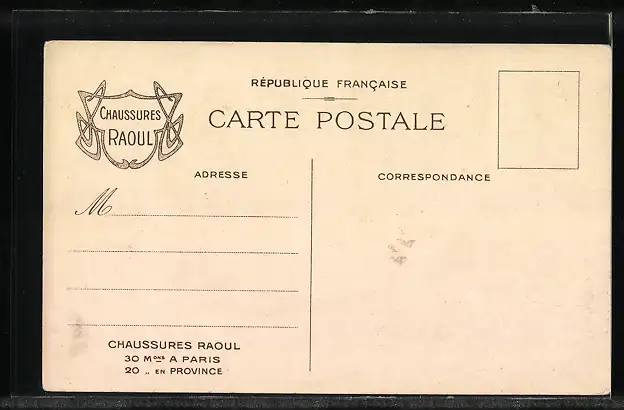 CHAUSSURES
RAOUL
RÉPUBLIQUE FRANÇAISE
CARTE POSTALE
ADRESSE
CORRESPONDANCE
M
CHAUSSURES RAOUL
30 Mons A PARIS
20 „ EN PROVINCE